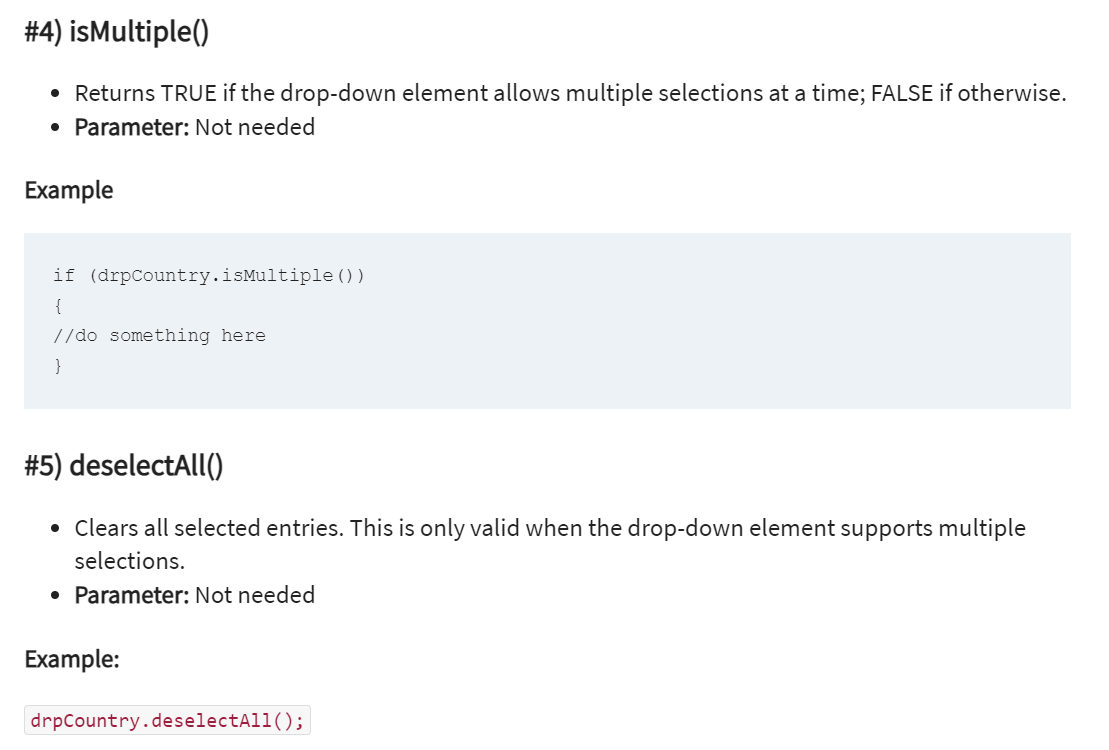 #4) isMultiple()
• Returns TRUE if the drop-down element allows multiple selections at a time; FALSE if otherwise.
• Parameter: Not needed
Example
if (drpCountry.isMultiple())
{
//do something here
}
#5) deselectAll()
• Clears all selected entries. This is only valid when the drop-down element supports multiple
selections.
• Parameter: Not needed
Example:
drpCountry.deselectAll();